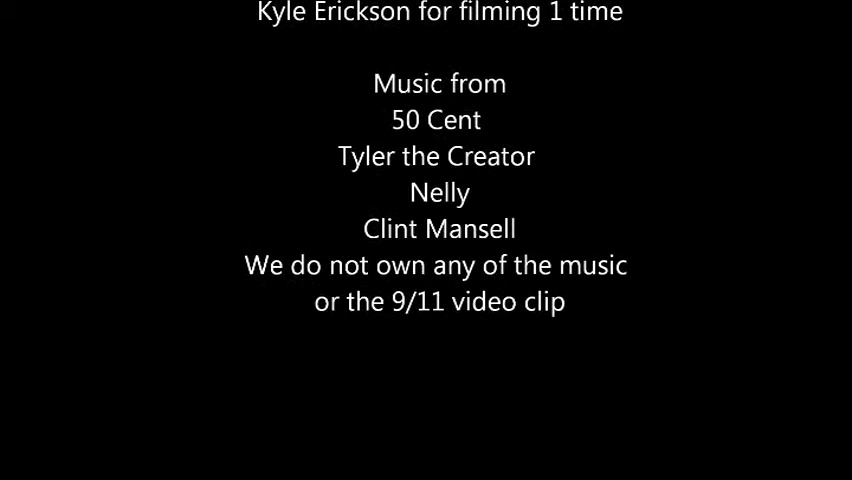 Kyle Erickson for filming 1 time
Music from
50 Cent
Tyler the Creator
Nelly
Clint Mansell
We do not own any of the music
or the 9/11 video clip